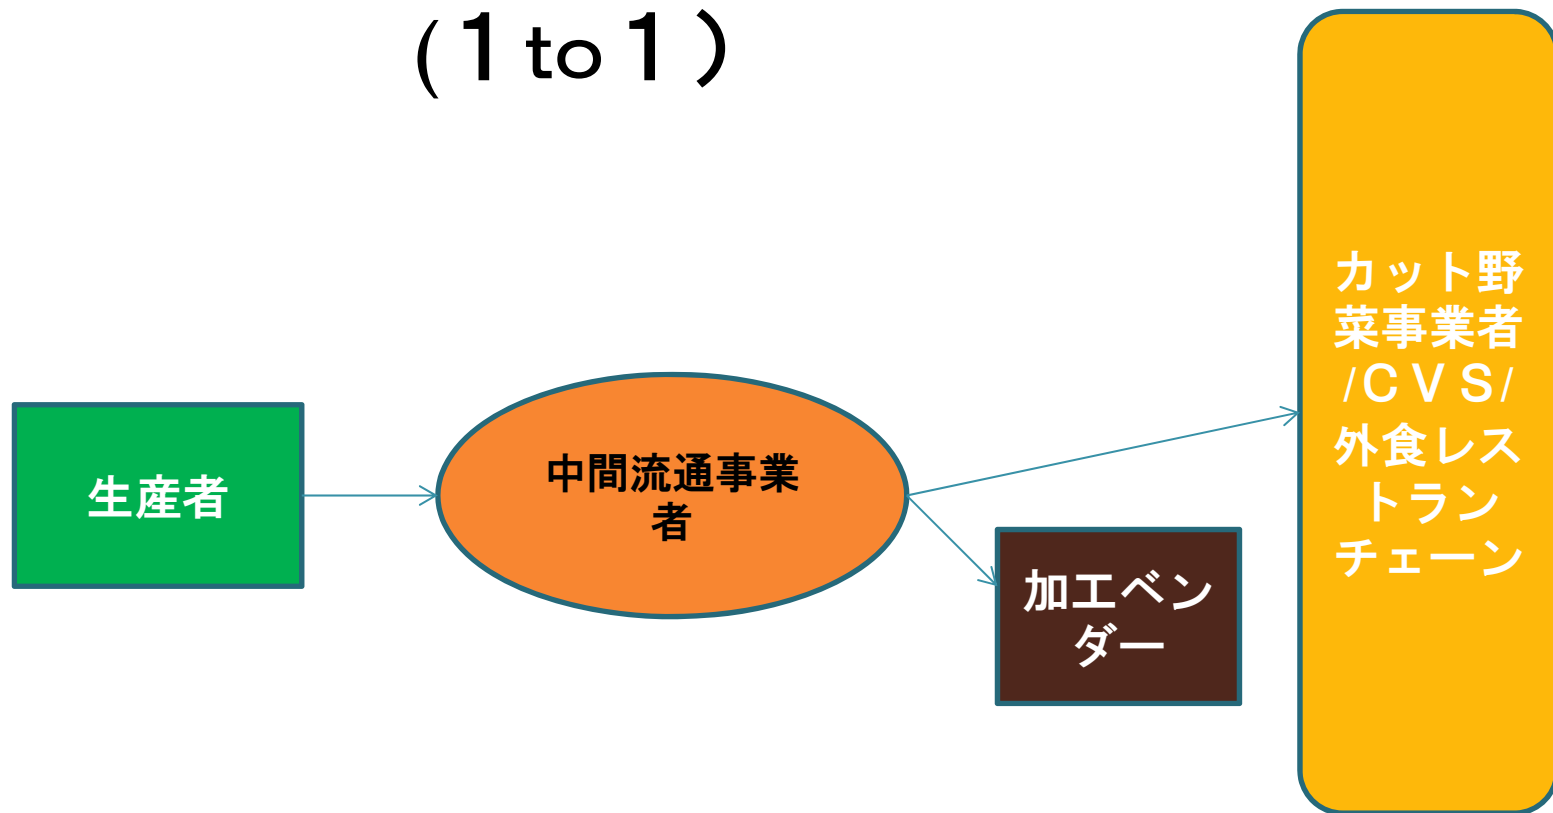 (１to１）
生産者
中間流通事業
者
加工ベン
ダー
カット野
菜事業者
/ＣＶＳ/
外食レス
トラン
チェーン